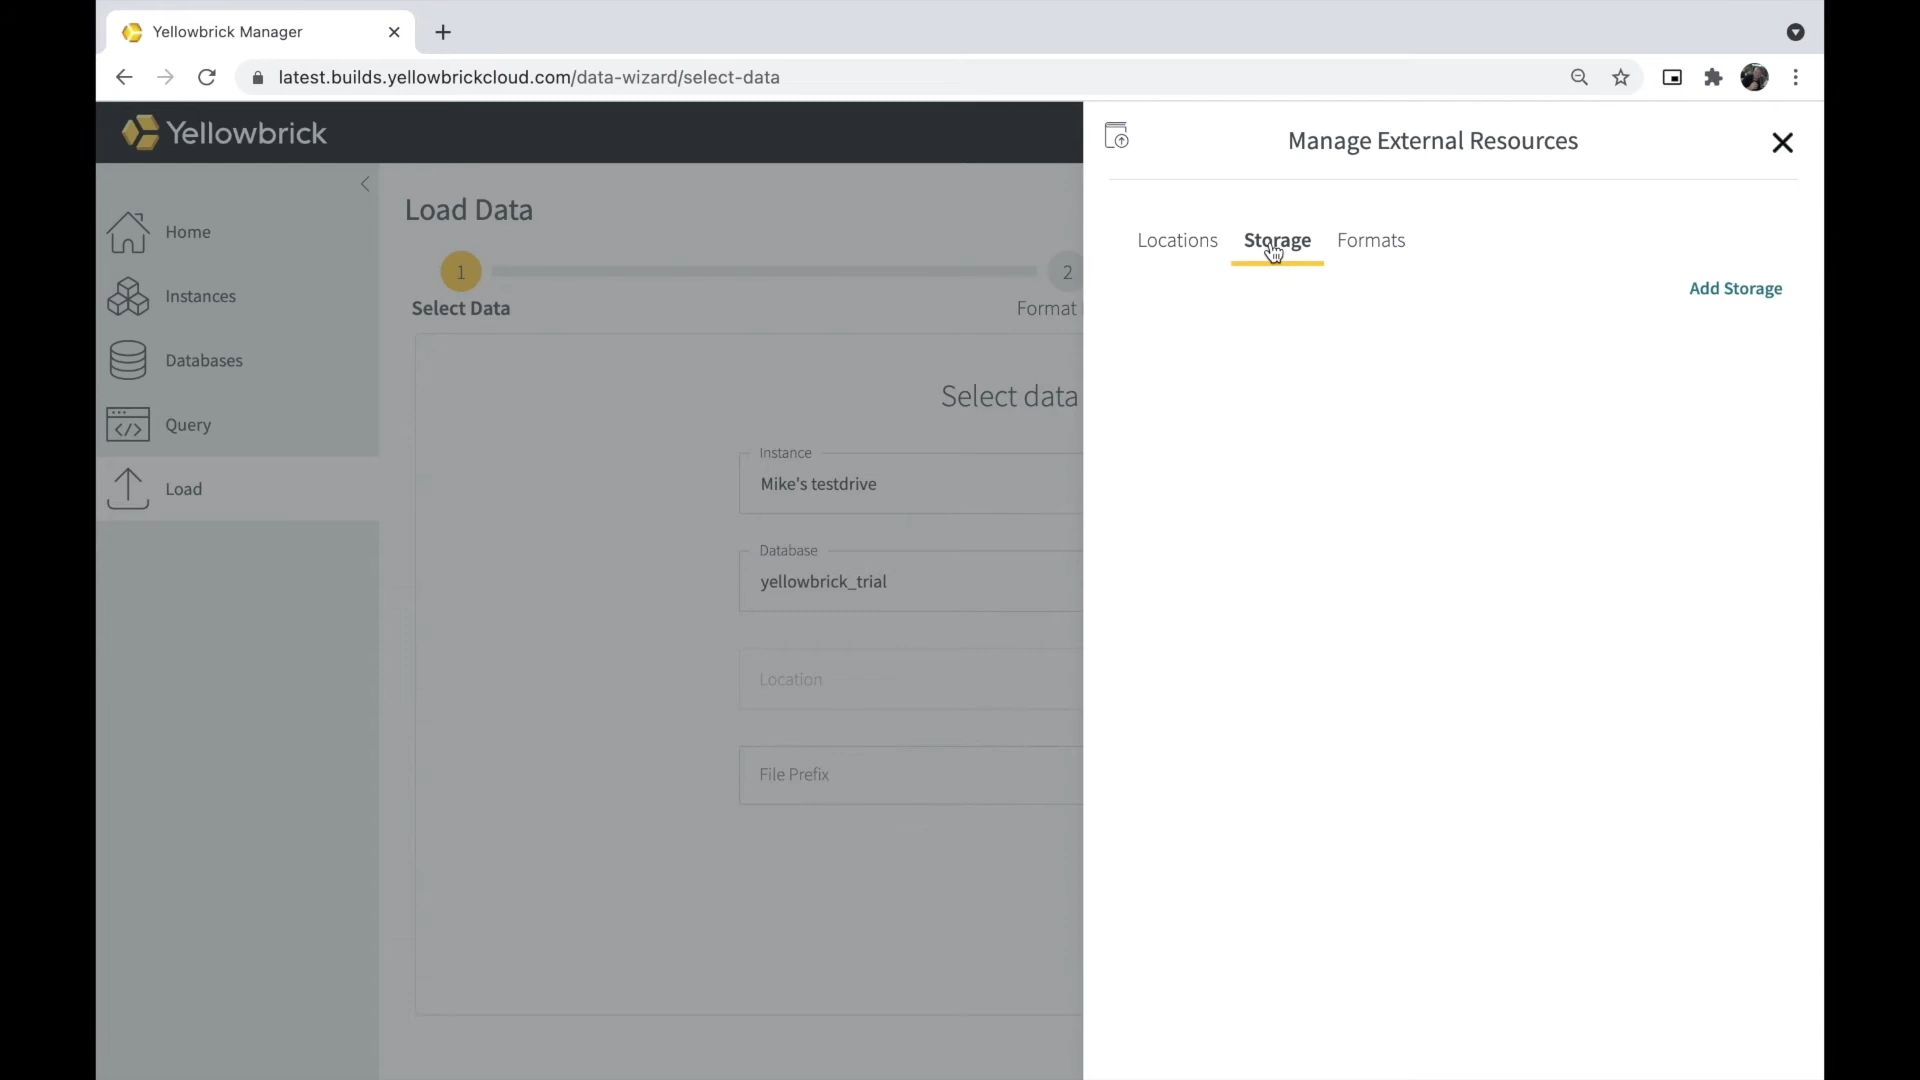 Yellowbrick Manager
latest.builds.yellowbrickcloud.com/data-wizard/select-data
Yellowbrick
Manage External Resources
Home
Instances
Databases
Query
Load
Load Data
1
2
Select Data
Format
Select data
Instance
Mike's testdrive
Database
yellowbrick_trial
Location
File Prefix
Locations
Storage
Formats
Add Storage